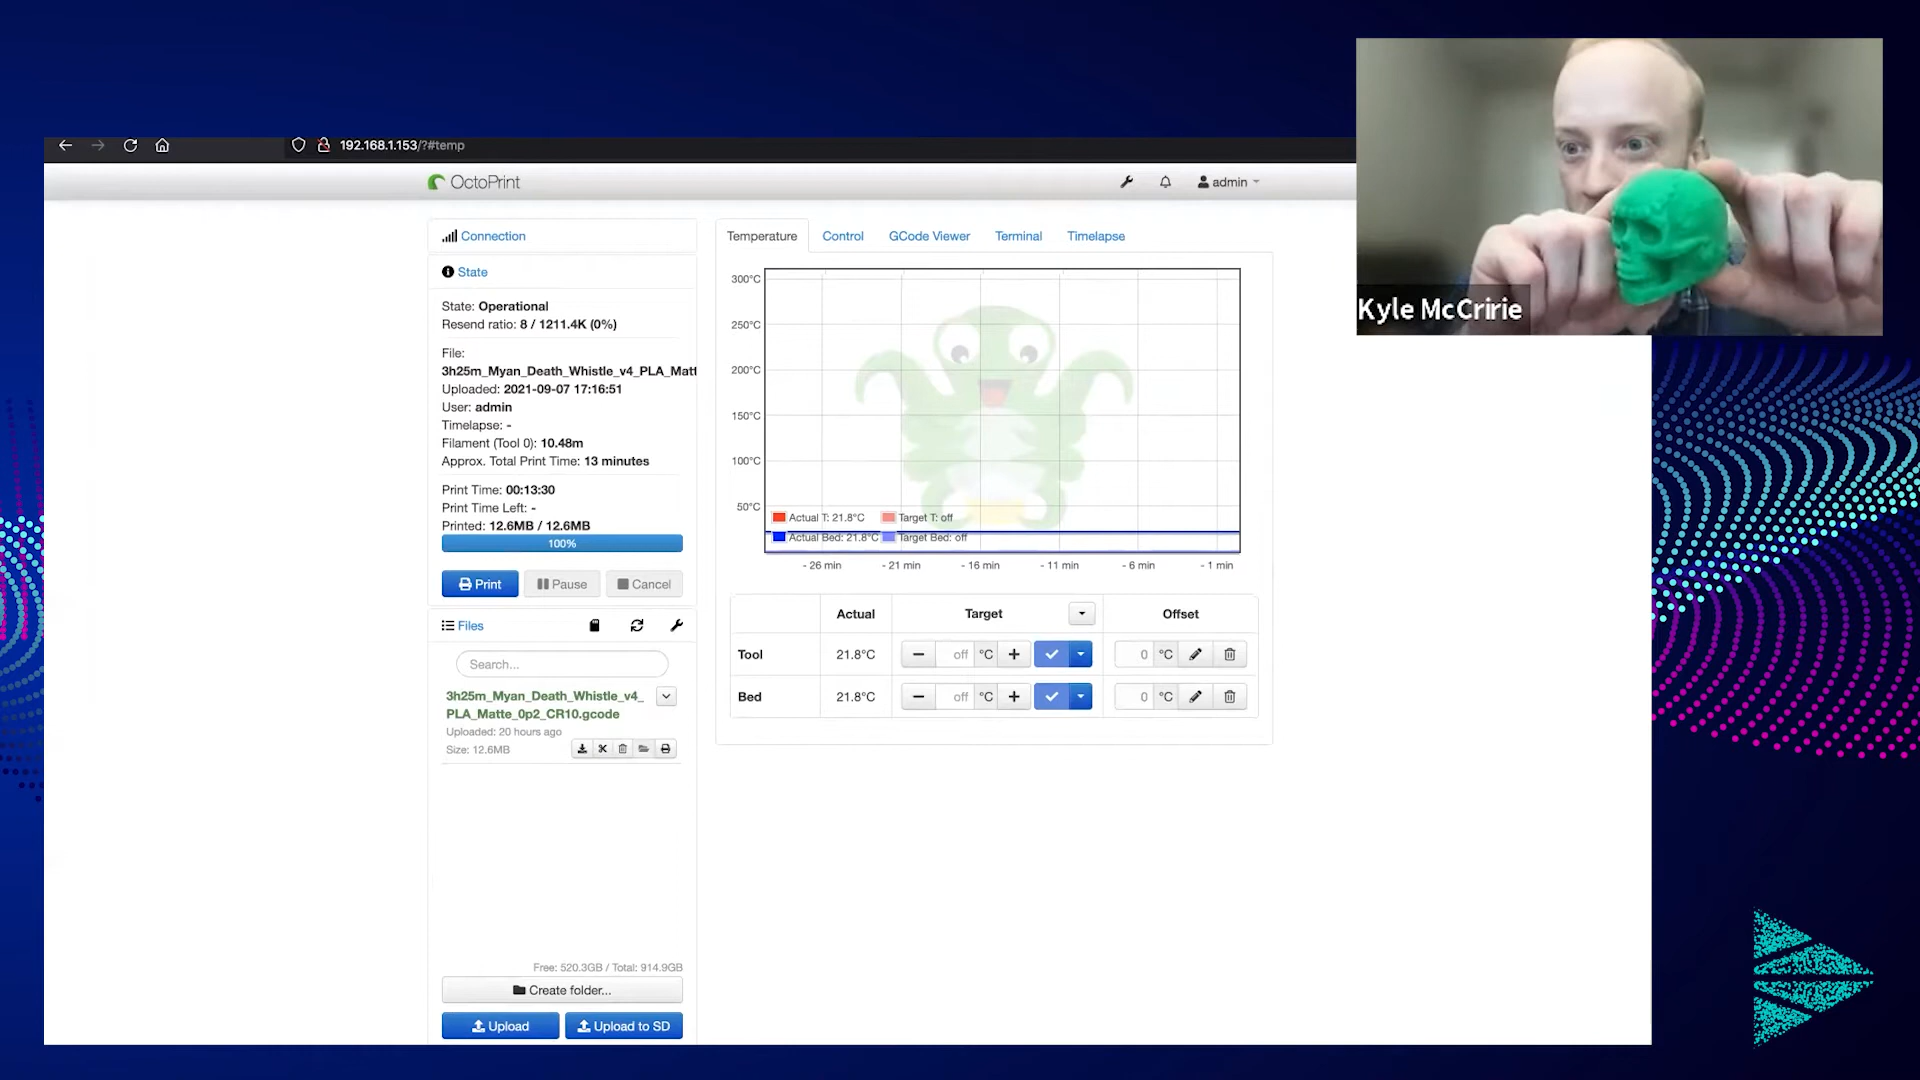 192.168.1.153/?#temp
OctoPrint
admin
Connection
State
State: Operational
Resend ratio: 8 / 1211.4K (0%)
File:
3h25m_Myan_Death_Whistle_v4_PLA_Matt
Uploaded: 2021-09-07 17:16:51
User: admin
Timelapse: -
Filament (Tool 0): 10.48m
Approx. Total Print Time: 13 minutes
Print Time: 00:13:30
Print Time Left: -
Printed: 12.6MB / 12.6MB
100%
Print Pause Cancel
Files
Search...
3h25m_Myan_Death_Whistle_v4_
PLA_Matte_0p2_CR10.gcode
Uploaded: 20 hours ago
Size: 12.6MB
Free: 520.3GB / Total: 914.9GB
Create folder...
Upload Upload to SD
Temperature Control GCode Viewer Terminal Timelapse
300°C
250°C
200°C
150°C
100°C
50°C
Actual T: 21.8°C Target T: off
Actual Bed: 21.8°C Target Bed: off
- 26 min - 21 min - 16 min - 11 min - 6 min - 1 min
Actual Target Offset
Tool 21.8°C off °C 0 °C
Bed 21.8°C off °C 0 °C
Kyle McCririe